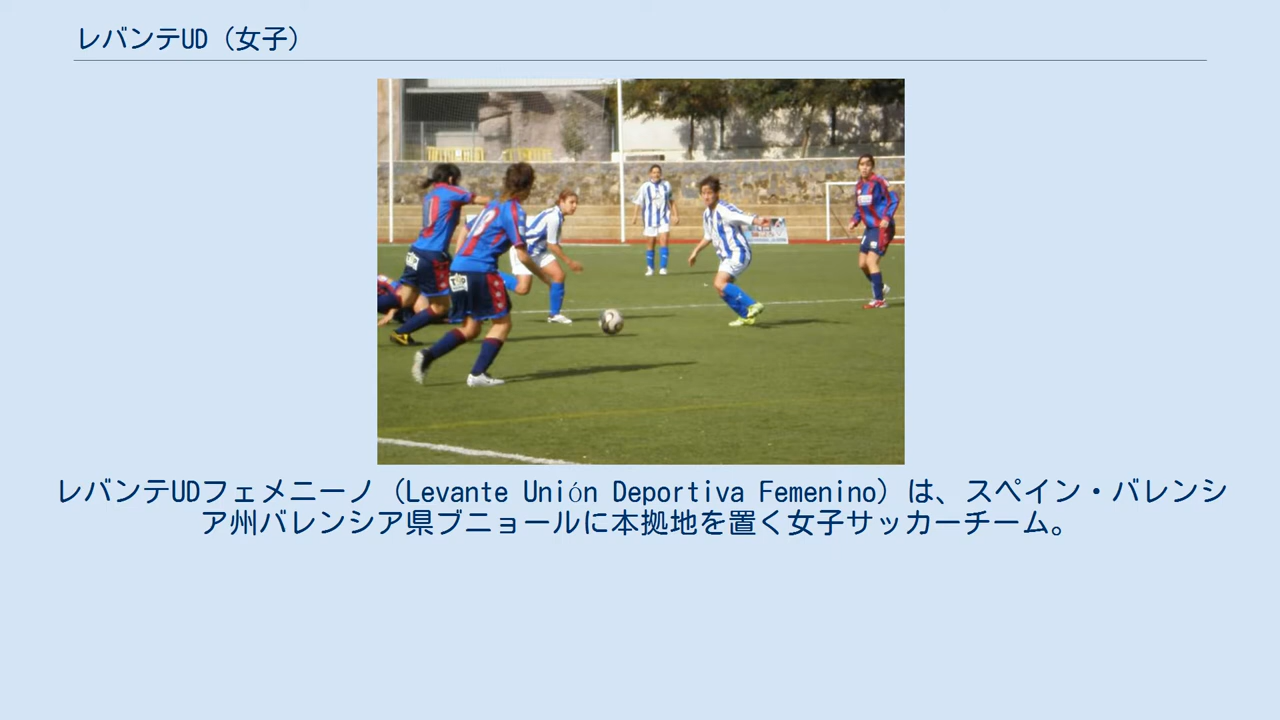 レバンテUD（女子）
レバンテUDフェメニーノ（Levante Unión Deportiva Femenino）は、スペイン・バレンシ
ア州バレンシア県ブニョールに本拠地を置く女子サッカーチーム。